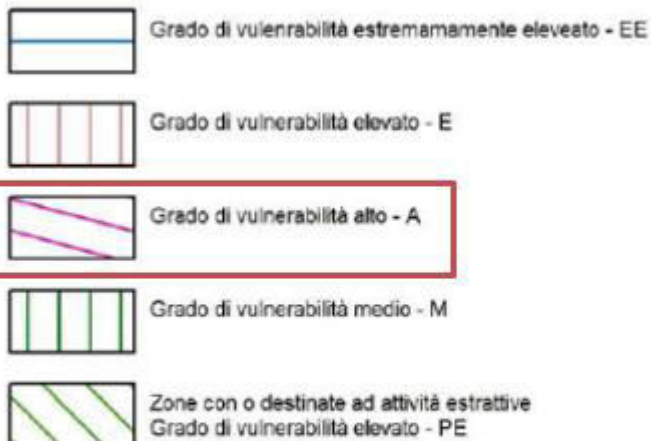 Grado di vulenrabilità estremamamente eleveato - EE
Grado di vulnerabilità elevato - E
Grado di vulnerabilità alto - A
Grado di vulnerabilità medio - M
Zone con o destinate ad attività estrattive
Grado di vulnerabilità elevato - PE